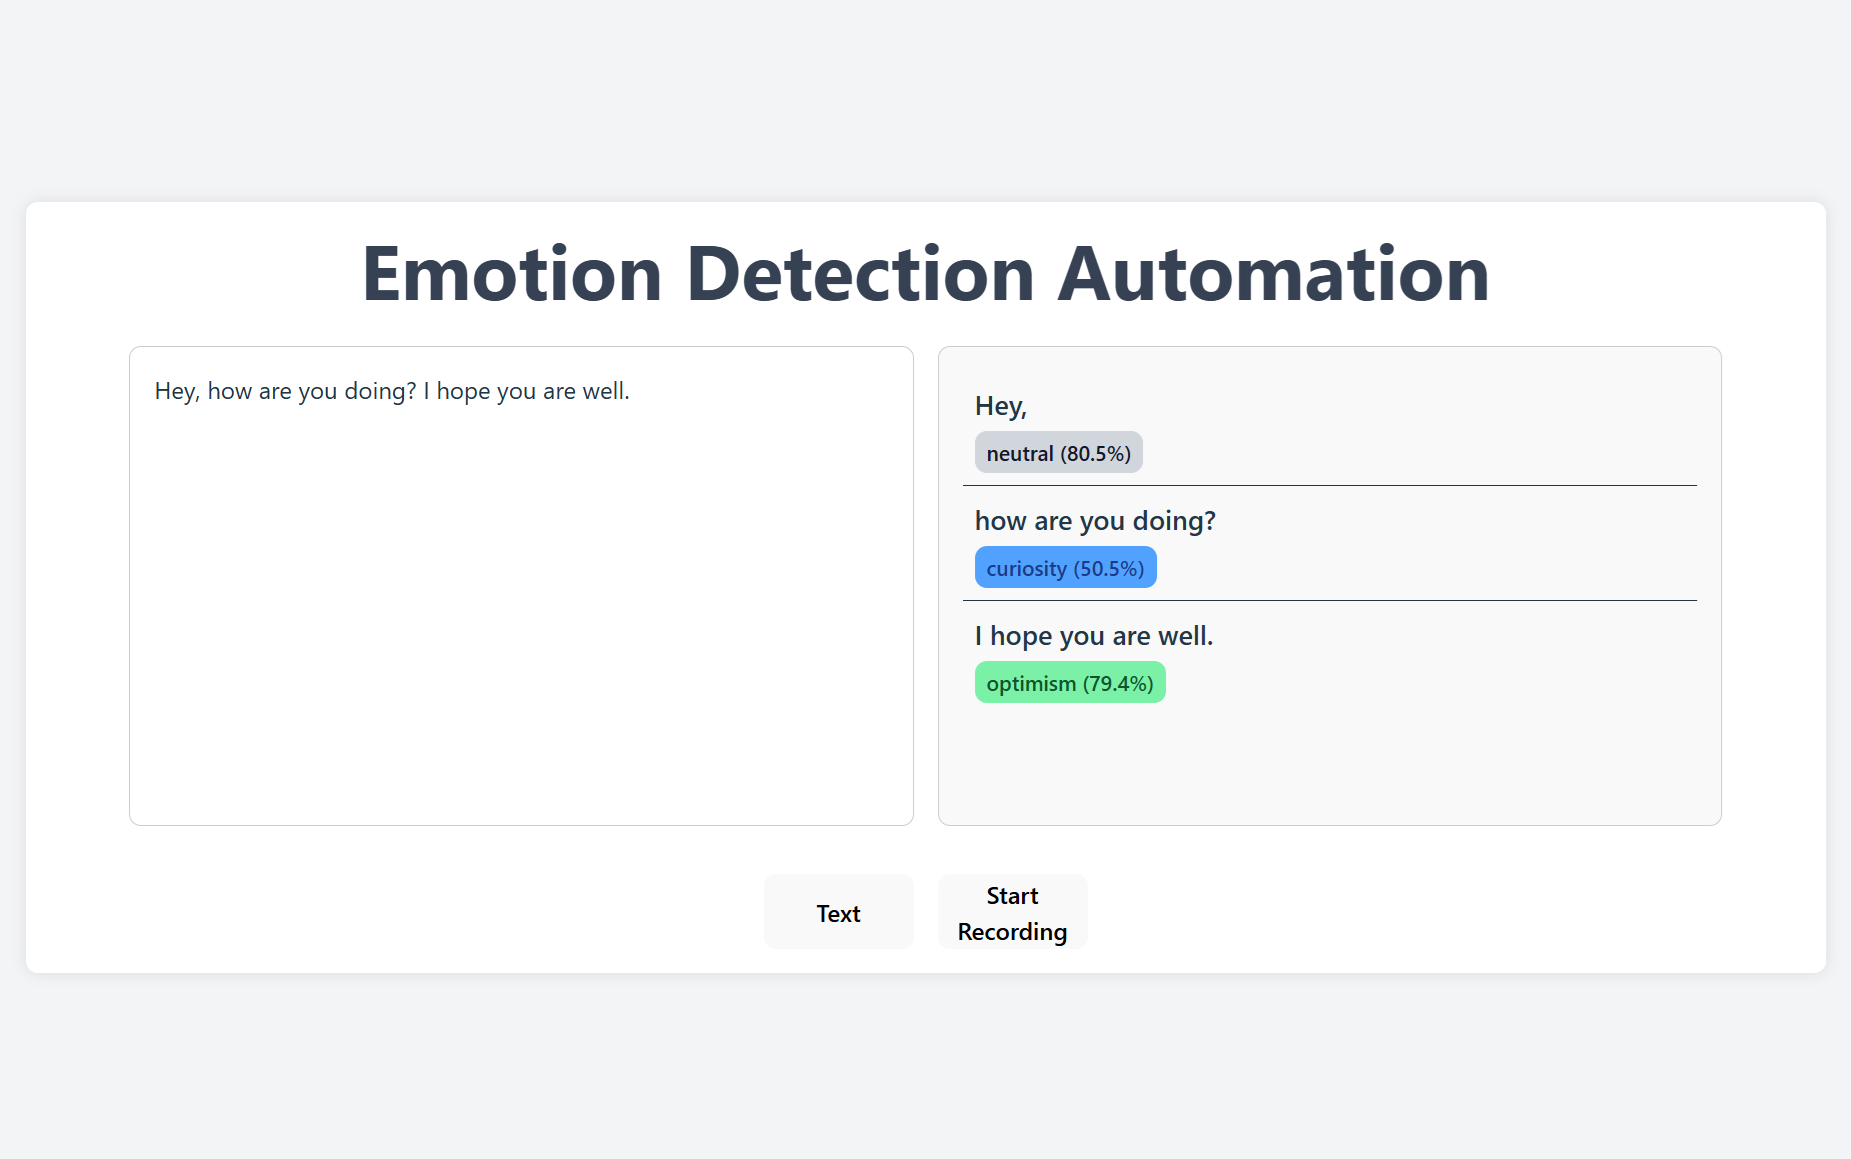 Emotion Detection Automation
Hey, how are you doing? I hope you are well.
Hey,
neutral (80.5%)
how are you doing?
curiosity (50.5%)
I hope you are well.
optimism (79.4%)
Text
Start
Recording